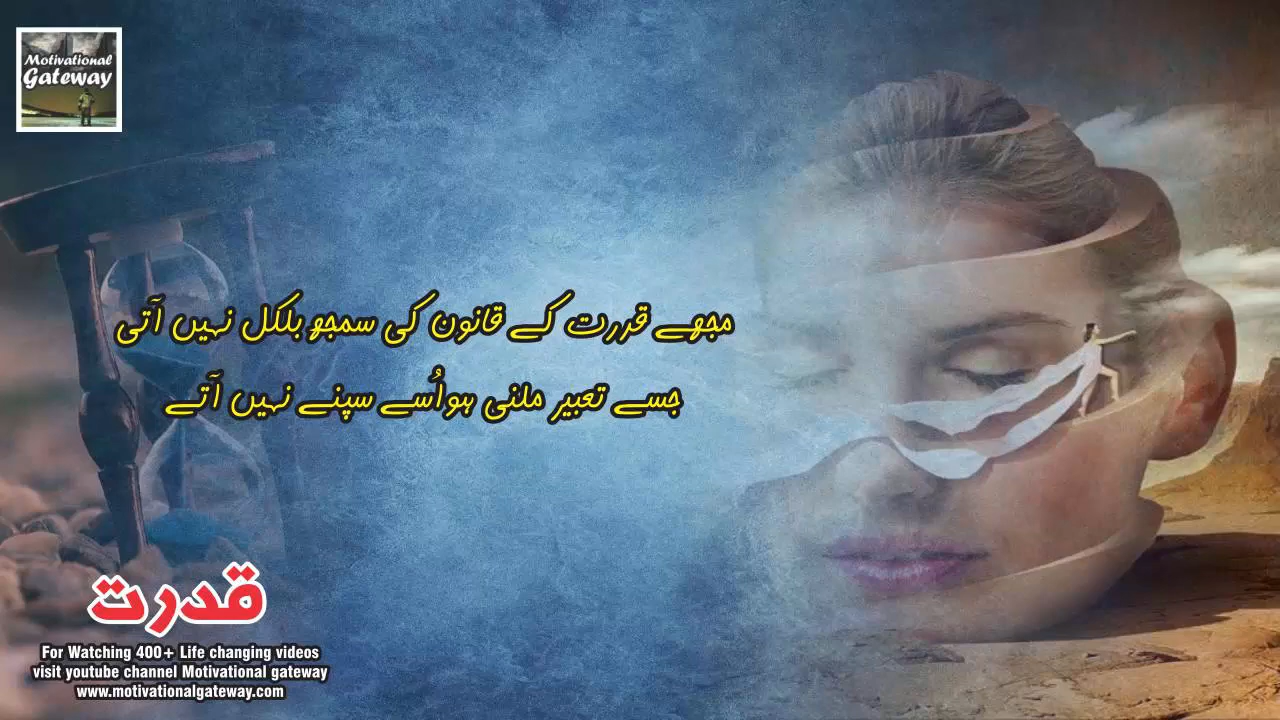 Motivational
Gateway
مجھے قدرت کے قانون کی سمجھ بلکل نہیں آتی
جسے تعبیر ملنی ہو اُسے سپنے نہیں آتے
قدرت
For Watching 400+ Life changing videos
visit youtube channel Motivational gateway
www.motivationalgateway.com